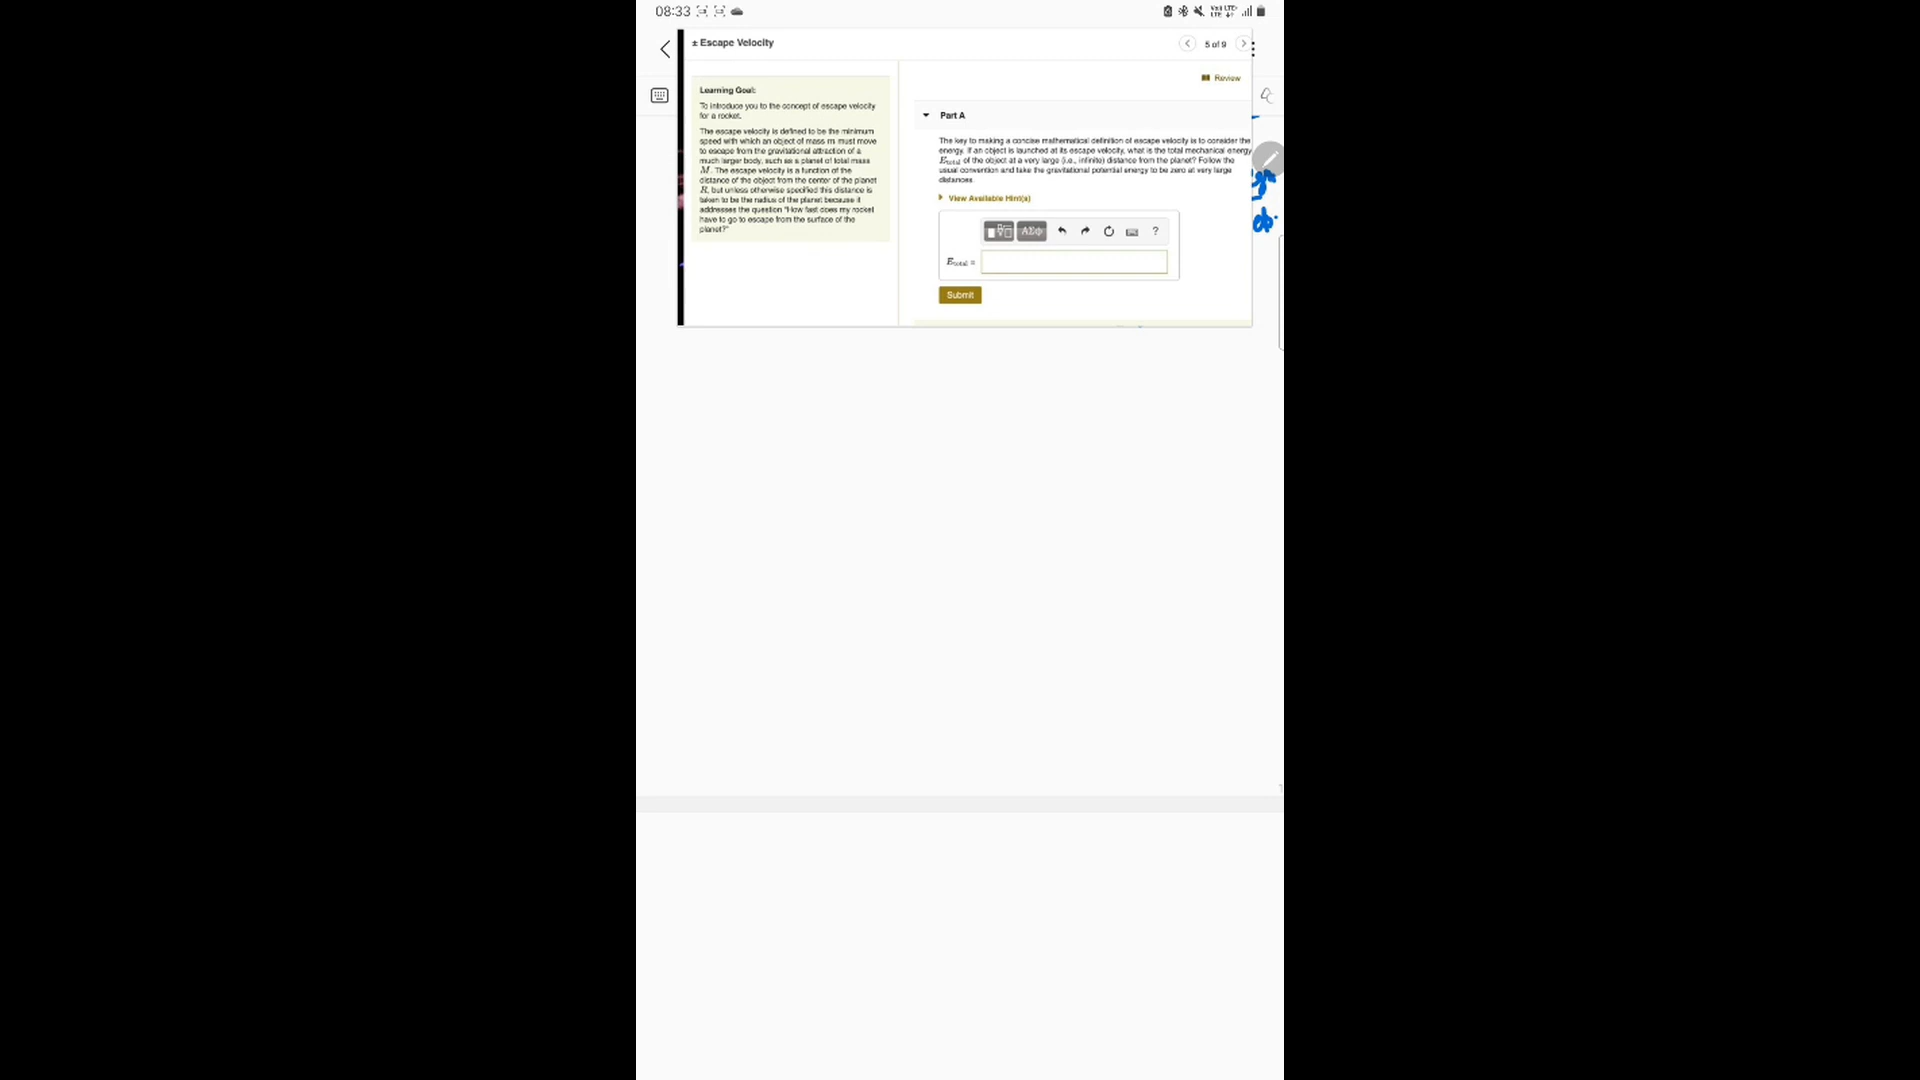 08:33
± Escape Velocity
5 of 9
Review
Learning Goal:
To introduce you to the concept of escape velocity
for a rocket.
The escape velocity is defined to be the minimum
speed with which an object of mass m must move
to escape from the gravitational attraction of a
much larger body, such as a planet of total mass
M. The escape velocity is a function of the
distance of the object from the center of the planet
R, but unless otherwise specified this distance is
taken to be the radius of the planet because it
addresses the question "How fast does my rocket
have to go to escape from the surface of the
planet?"
Part A
The key to making a concise mathematical definition of escape velocity is to consider the
energy. If an object is launched at its escape velocity, what is the total mechanical energy
Etotal of the object at a very large (i.e., infinite) distance from the planet? Follow the
usual convention and take the gravitational potential energy to be zero at very large
distances.
View Available Hint(s)
ΑΣφ
?
Etotal =
Submit